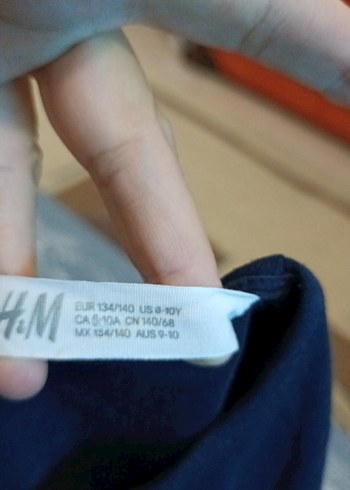 H&M
EUR 134/140 US 8-10Y
CA 8-10A CN 140/68
MX 134/140 AUS 9-10